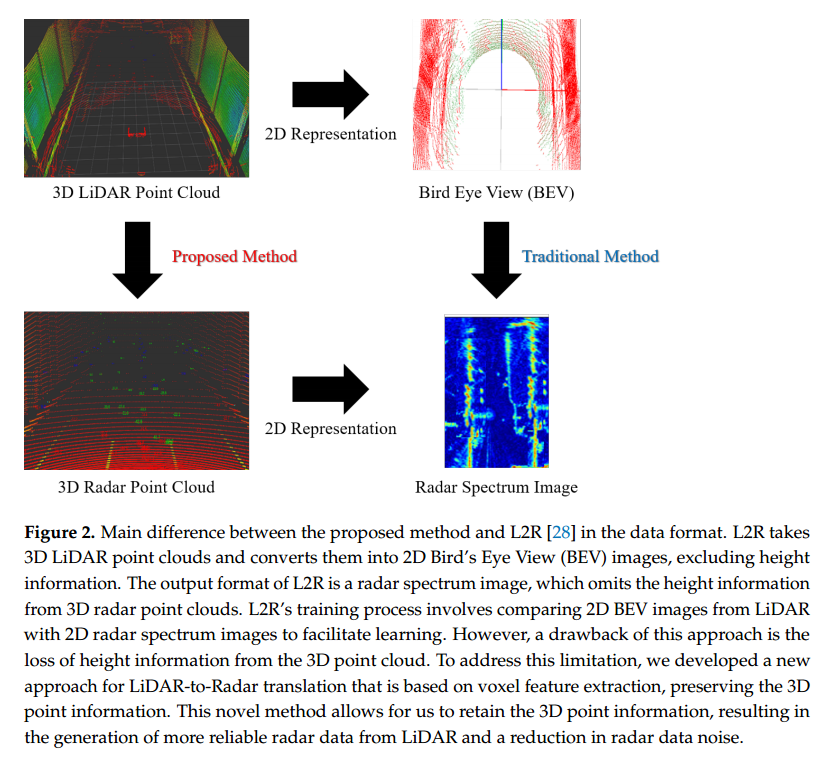 2D Representation
3D LiDAR Point Cloud
Bird Eye View (BEV)
Proposed Method
Traditional Method
2D Representation
3D Radar Point Cloud
Radar Spectrum Image
Figure 2. Main difference between the proposed method and L2R [28] in the data format. L2R takes
3D LiDAR point clouds and converts them into 2D Bird's Eye View (BEV) images, excluding height
information. The output format of L2R is a radar spectrum image, which omits the height information
from 3D radar point clouds. L2R's training process involves comparing 2D BEV images from LiDAR
with 2D radar spectrum images to facilitate learning. However, a drawback of this approach is the
loss of height information from the 3D point cloud. To address this limitation, we developed a new
approach for LiDAR-to-Radar translation that is based on voxel feature extraction, preserving the 3D
point information. This novel method allows for us to retain the 3D point information, resulting in
the generation of more reliable radar data from LiDAR and a reduction in radar data noise.